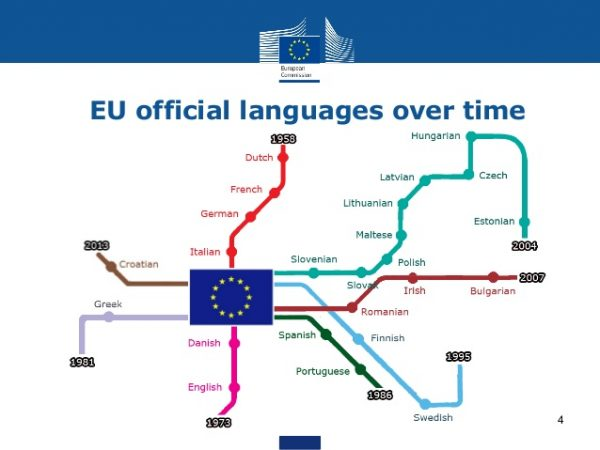 European
Commission
EU official languages over time
1958
Hungarian
Dutch
Latvian
Czech
French
Lithuanian
German
Estonian
Maltese
2013
2004
Italian
Croatian
Slovenian
Polish
2007
Slovak
Irish
Bulgarian
Greek
Romanian
Danish
Spanish
Finnish
1981
1995
Portuguese
English
1986
Swedish
1973
4